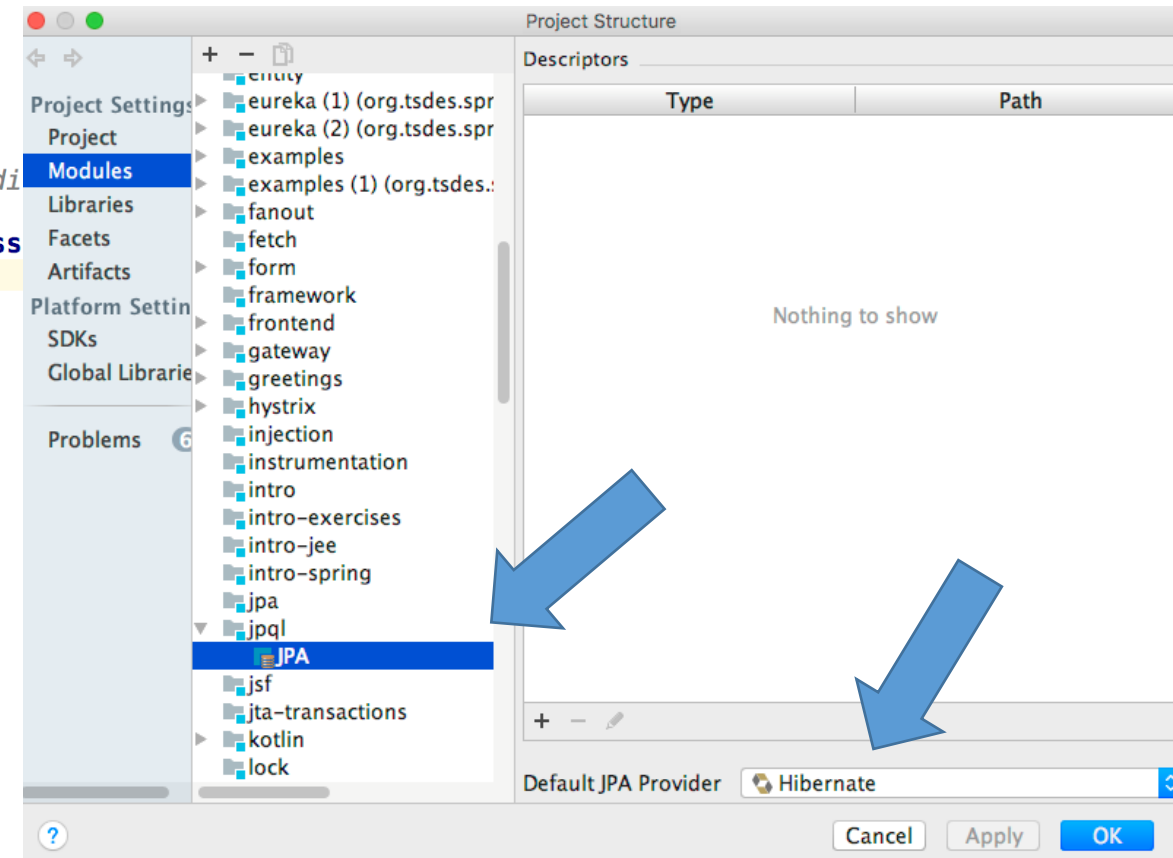 Project Structure
Descriptors
Type Path
Nothing to show
Default JPA Provider Hibernate
Cancel Apply OK
Project Settings
Project
Modules
Libraries
Facets
Artifacts
Platform Settin
SDKs
Global Librarie
Problems 6
entity
eureka (1) (org.tsdes.spr
eureka (2) (org.tsdes.spr
examples
examples (1) (org.tsdes.
fanout
fetch
form
framework
frontend
gateway
greetings
hystrix
injection
instrumentation
intro
intro-exercises
intro-jee
intro-spring
jpa
jpql
JPA
jsf
jta-transactions
kotlin
lock
di
ss
?